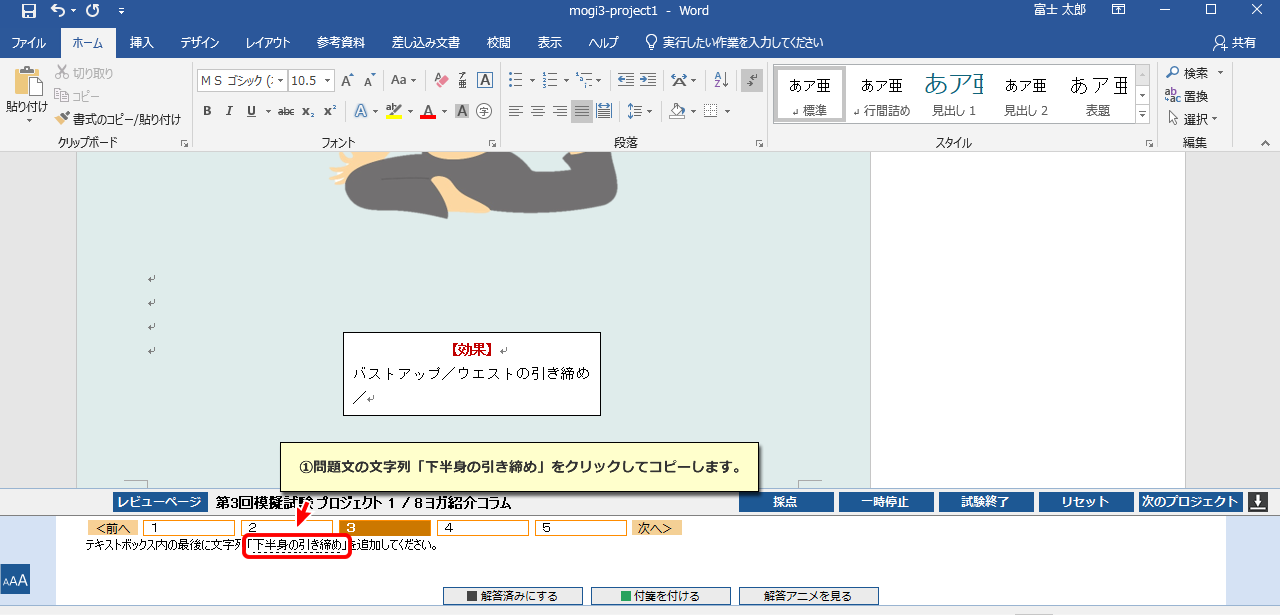 mogi3-project1 - Word
富士 太郎
ファイル ホーム 挿入 デザイン レイアウト 参考資料 差し込み文書 校閲 表示 ヘルプ 実行したい作業を入力してください 共有
貼り付け
切り取り
コピー
書式のコピー/貼り付け
クリップボード
ＭＳ ゴシック (: 10.5
Aa
B I U abc x₂ x²
フォント
段落
あア亜 標準
あア亜 行間詰め
あア亜 見出し 1
あア亜 見出し 2
あア亜 表題
スタイル
検索
置換
選択
編集
【効果】
バストアップ／ウエストの引き締め
／
①問題文の文字列「下半身の引き締め」をクリックしてコピーします。
レビューページ 第3回模擬試験 プロジェクト 1 / 8 ヨガ紹介コラム 採点 一時停止 試験終了 リセット 次のプロジェクト
<前へ 1 2 3 4 5 次へ>
テキストボックス内の最後に文字列「下半身の引き締め」を追加してください。
AAA
解答済みにする 付箋を付ける 解答アニメを見る